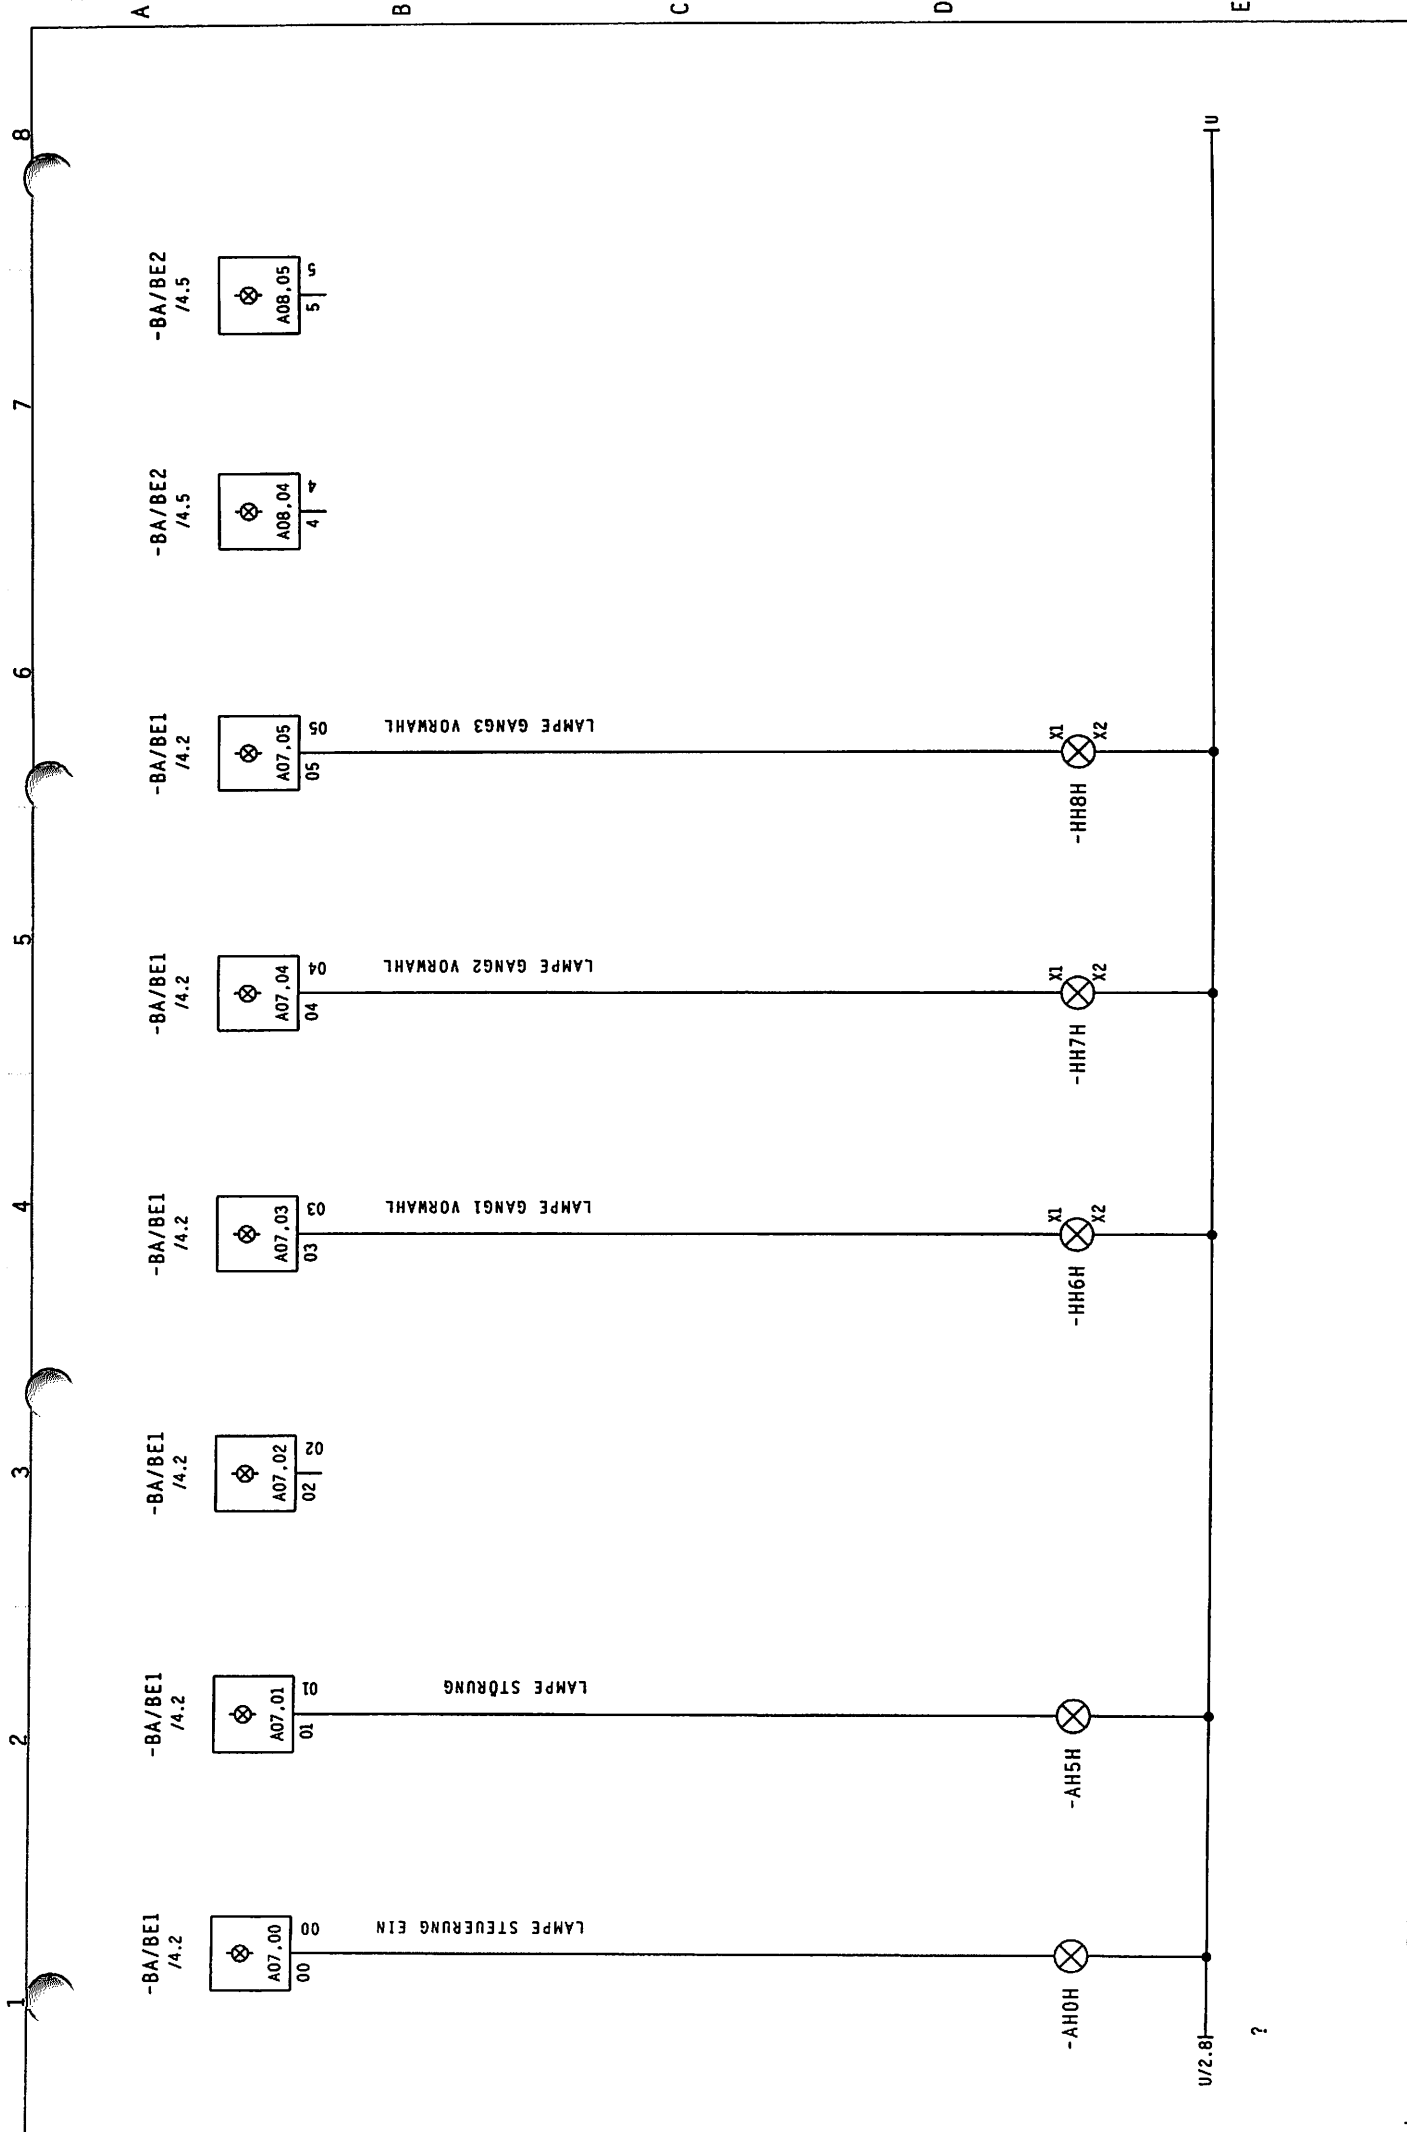 1 2 3 4 5 6 7 8
A
B
C
D
E
-BA/BE1
/4.2
A07,00
00
00
LAMPE STEUERUNG EIN
-AH0H
-BA/BE1
/4.2
A07,01
01
01
LAMPE STÖRUNG
-AH5H
-BA/BE1
/4.2
A07,02
02
02
-BA/BE1
/4.2
A07,03
03
03
LAMPE GANG1 VORWAHL
-HH6H
X1
X2
-BA/BE1
/4.2
A07,04
04
04
LAMPE GANG2 VORWAHL
-HH7H
X1
X2
-BA/BE1
/4.2
A07,05
05
05
LAMPE GANG3 VORWAHL
-HH8H
X1
X2
-BA/BE2
/4.5
A08,04
4
4
-BA/BE2
/4.5
A08,05
5
5
U/2.8
U
?